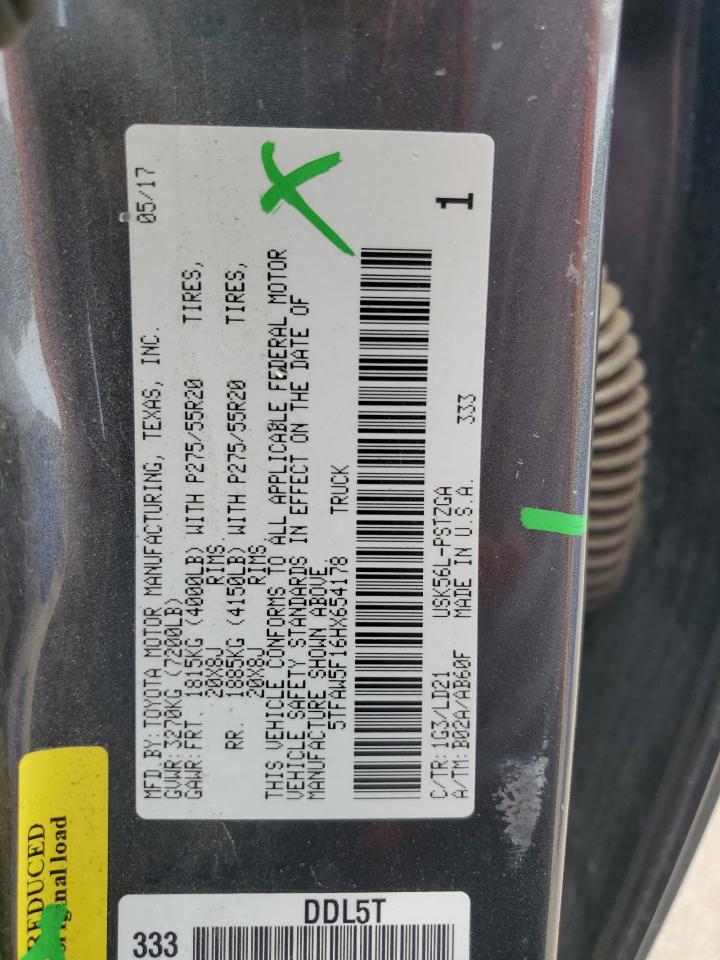 MFD BY: TOYOTA MOTOR MANUFACTURING, TEXAS, INC. 05/17
GVWR: 3270KG (7200LB)
GAWR: FRT. 1815KG (4000LB) WITH P275/55R20 TIRES,
20X8J RIMS
RR. 1885KG (4150LB) WITH P275/55R20 TIRES,
20X8J RIMS
THIS VEHICLE CONFORMS TO ALL APPLICABLE FEDERAL MOTOR
VEHICLE SAFETY STANDARDS IN EFFECT ON THE DATE OF
MANUFACTURE SHOWN ABOVE.
5TFAW5F16HX654178 TRUCK
C/TR: 1G3/LD21 USK56L-PSTZGA 333
A/TM: B02A/AB60F MADE IN U.S.A.
1
REDUCED
original load
DDL5T
333